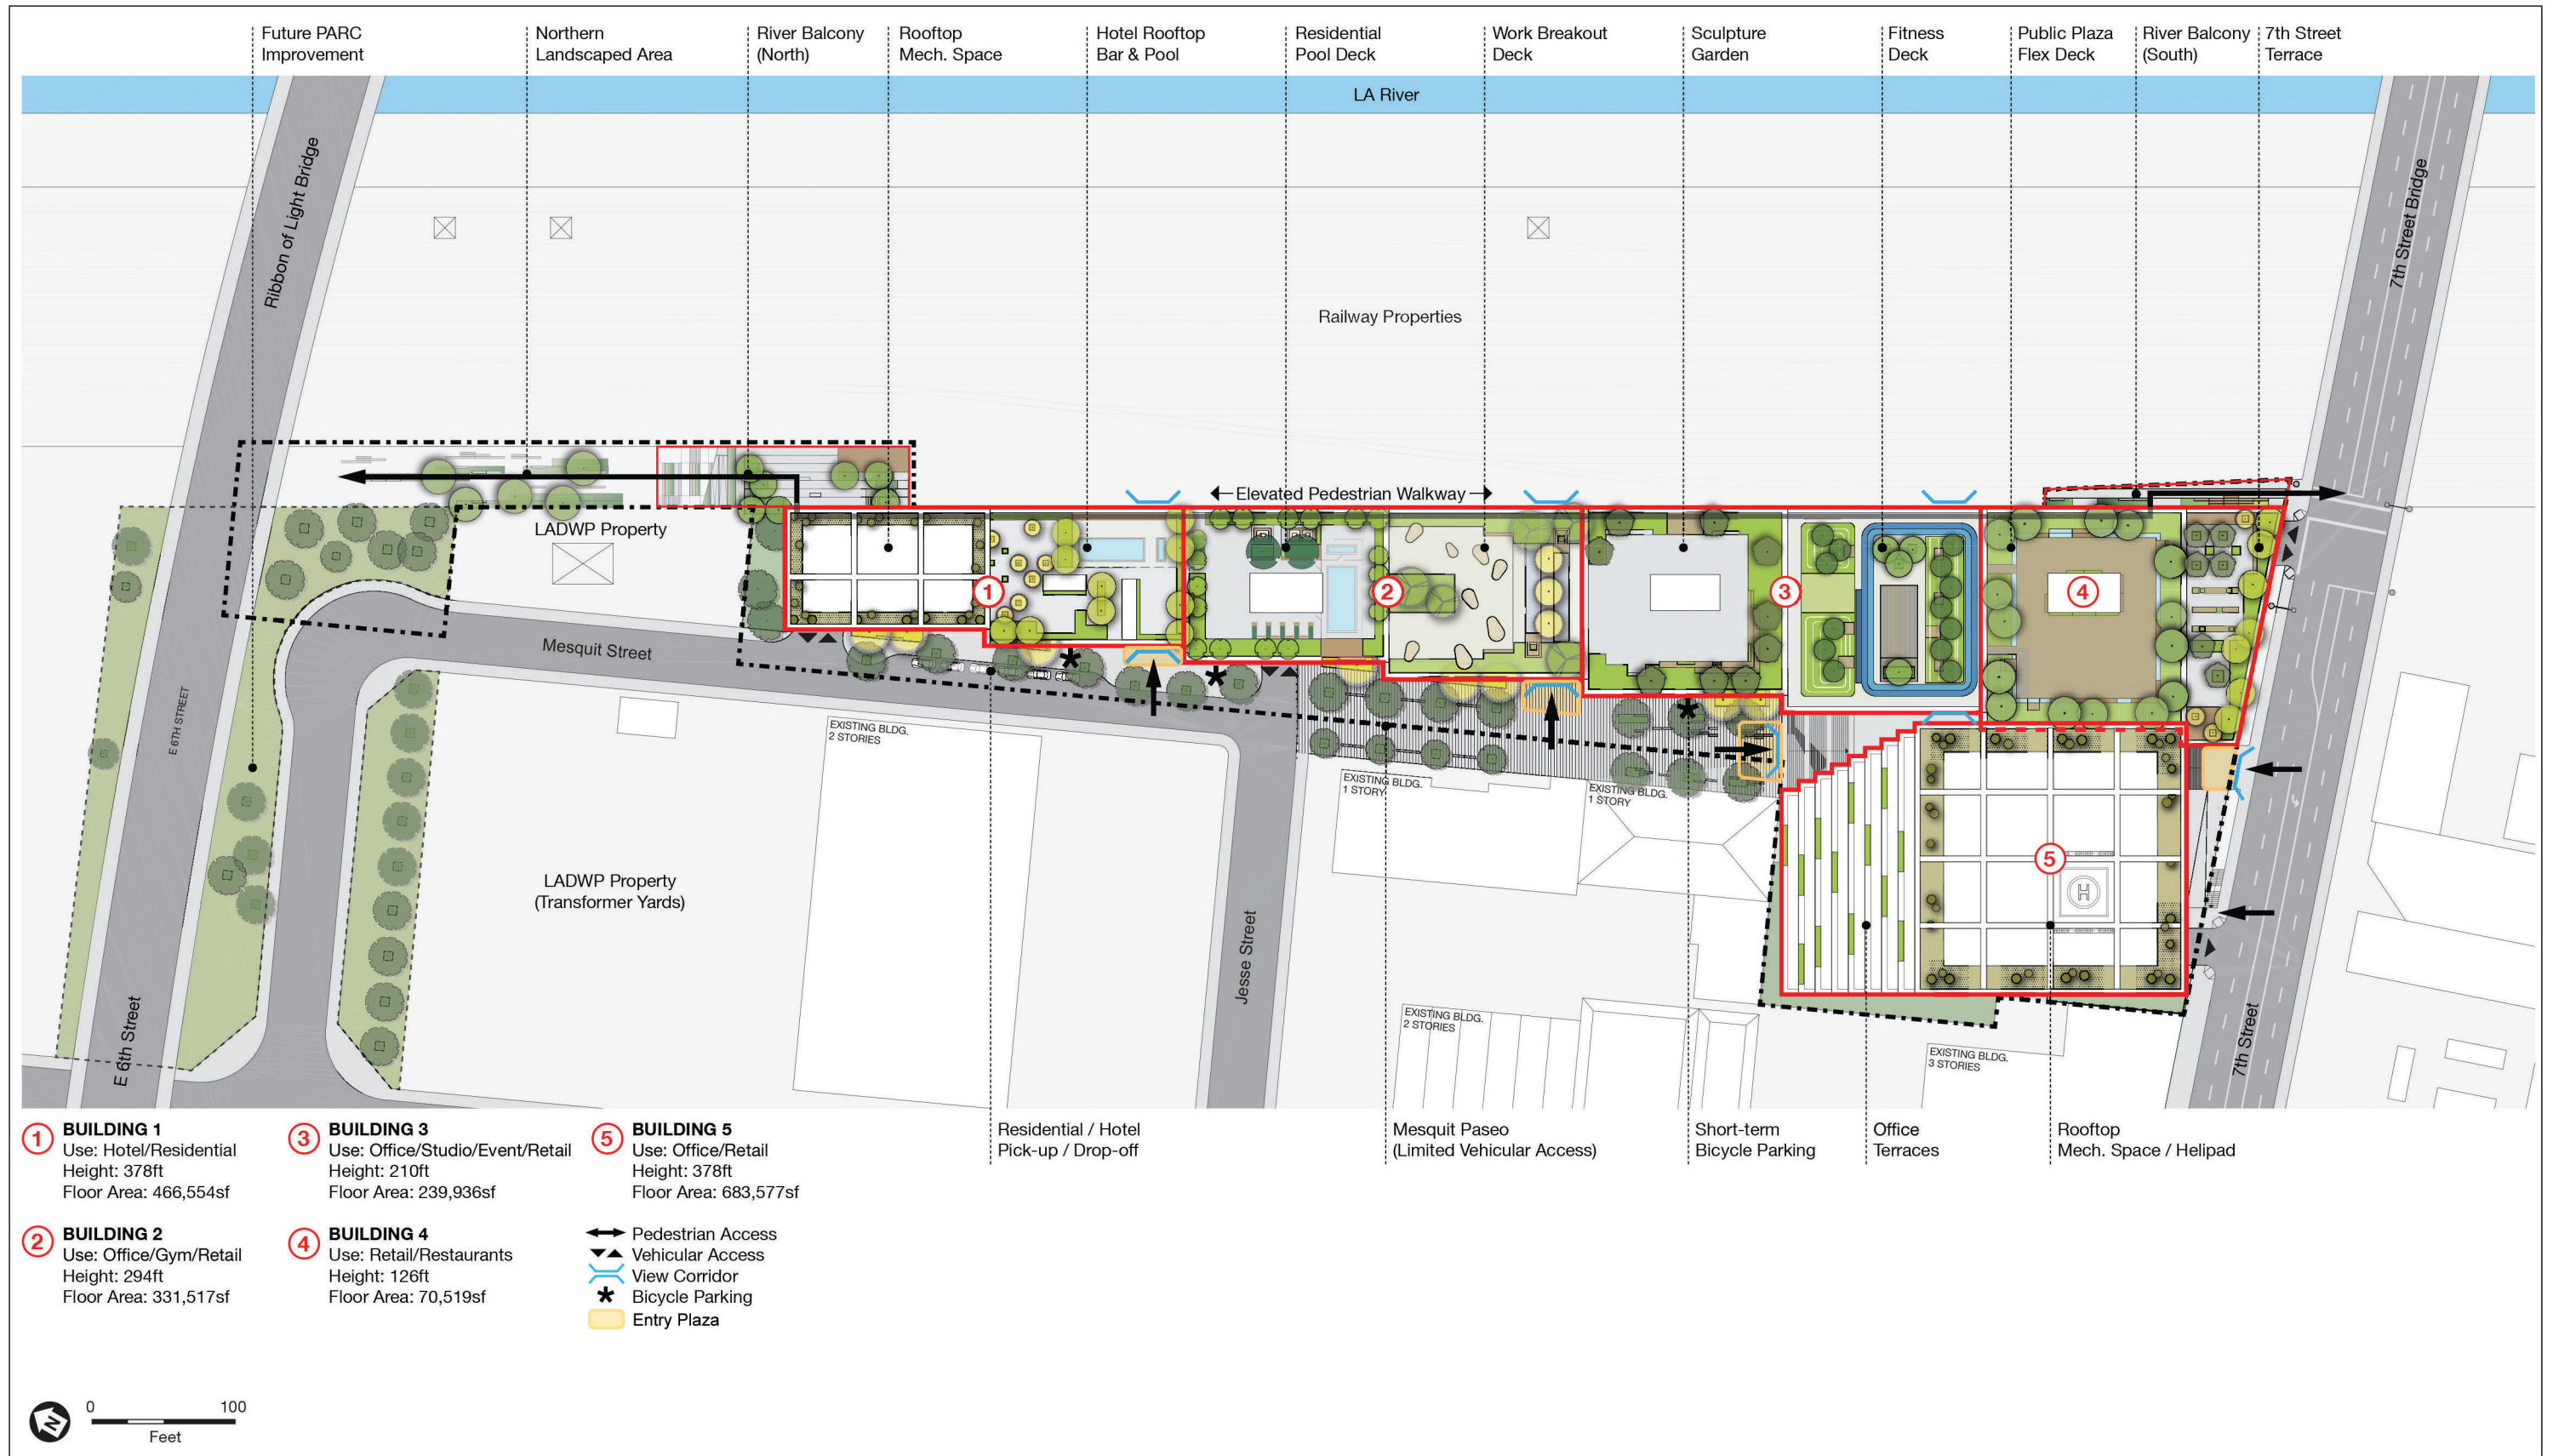 Future PARC
Improvement
Northern
Landscaped Area
River Balcony
(North)
Rooftop
Mech. Space
Hotel Rooftop
Bar & Pool
Residential
Pool Deck
Work Breakout
Deck
Sculpture
Garden
Fitness
Deck
Public Plaza
Flex Deck
River Balcony
(South)
7th Street
Terrace
LA River
Ribbon of Light Bridge
7th Street Bridge
Railway Properties
Elevated Pedestrian Walkway
LADWP Property
1
2
3
4
Mesquit Street
E 6TH STREET
EXISTING BLDG.
2 STORIES
EXISTING BLDG.
1 STORY
EXISTING BLDG.
1 STORY
5
H
LADWP Property
(Transformer Yards)
Jesse Street
E 6th Street
EXISTING BLDG.
2 STORIES
EXISTING BLDG.
3 STORIES
7th Street
Residential / Hotel
Pick-up / Drop-off
Mesquit Paseo
(Limited Vehicular Access)
Short-term
Bicycle Parking
Office
Terraces
Rooftop
Mech. Space / Helipad
1
BUILDING 1
Use: Hotel/Residential
Height: 378ft
Floor Area: 466,554sf
2
BUILDING 2
Use: Office/Gym/Retail
Height: 294ft
Floor Area: 331,517sf
3
BUILDING 3
Use: Office/Studio/Event/Retail
Height: 210ft
Floor Area: 239,936sf
4
BUILDING 4
Use: Retail/Restaurants
Height: 126ft
Floor Area: 70,519sf
5
BUILDING 5
Use: Office/Retail
Height: 378ft
Floor Area: 683,577sf
Pedestrian Access
Vehicular Access
View Corridor
Bicycle Parking
Entry Plaza
N
0 100
Feet